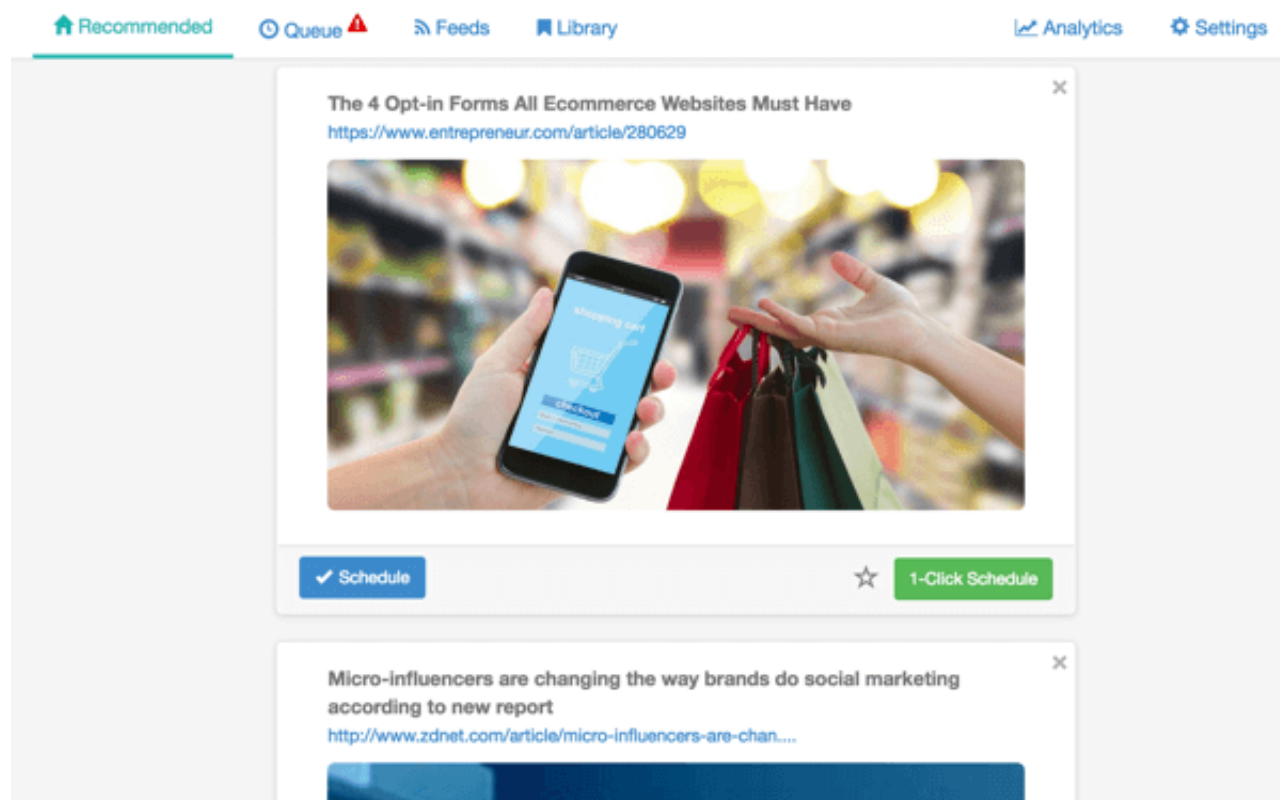 Recommended
Queue
Feeds
Library
Analytics
Settings
The 4 Opt-in Forms All Ecommerce Websites Must Have
https://www.entrepreneur.com/article/280629
shopping cart
checkout
Schedule
1-Click Schedule
Micro-influencers are changing the way brands do social marketing
according to new report
http://www.zdnet.com/article/micro-influencers-are-chan....